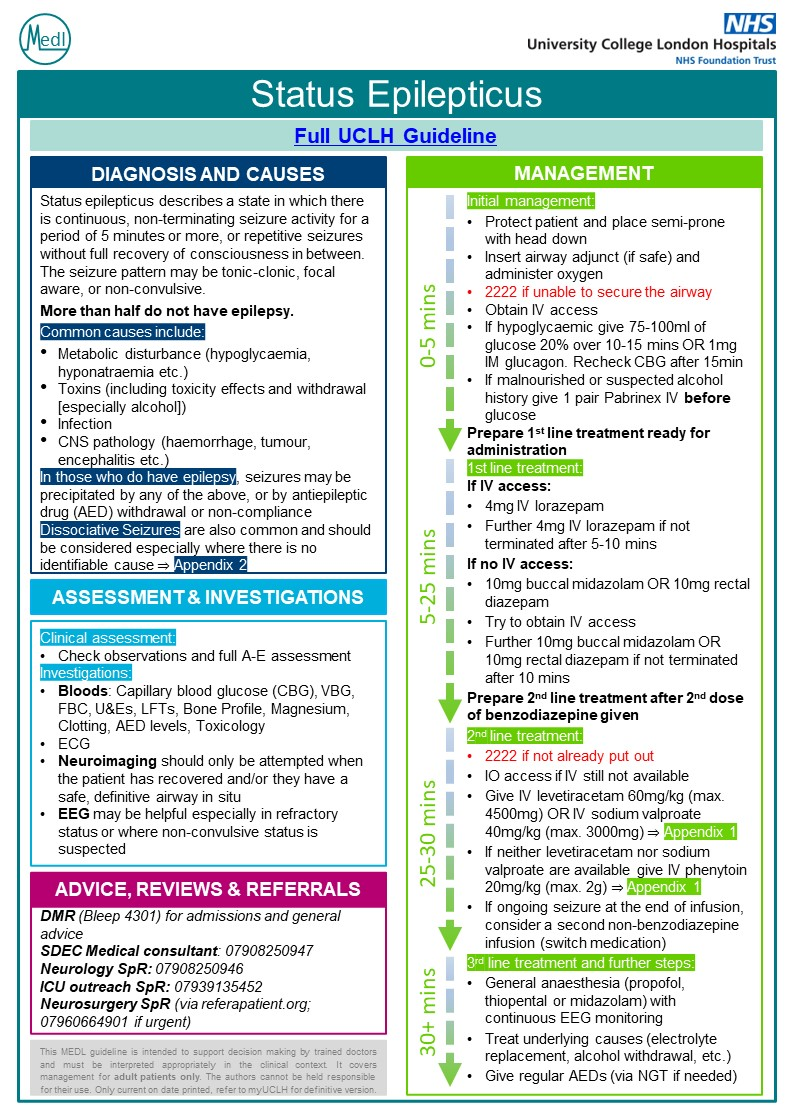 Medl
NHS
University College London Hospitals
NHS Foundation Trust
Status Epilepticus
Full UCLH Guideline
DIAGNOSIS AND CAUSES
Status epilepticus describes a state in which there
is continuous, non-terminating seizure activity for a
period of 5 minutes or more, or repetitive seizures
without full recovery of consciousness in between.
The seizure pattern may be tonic-clonic, focal
aware, or non-convulsive.
More than half do not have epilepsy.
Common causes include:
• Metabolic disturbance (hypoglycaemia,
hyponatraemia etc.)
• Toxins (including toxicity effects and withdrawal
[especially alcohol])
• Infection
• CNS pathology (haemorrhage, tumour,
encephalitis etc.)
In those who do have epilepsy, seizures may be
precipitated by any of the above, or by antiepileptic
drug (AED) withdrawal or non-compliance
Dissociative Seizures are also common and should
be considered especially where there is no
identifiable cause ⇒ Appendix 2
ASSESSMENT & INVESTIGATIONS
Clinical assessment:
• Check observations and full A-E assessment
Investigations:
• Bloods: Capillary blood glucose (CBG), VBG,
FBC, U&Es, LFTs, Bone Profile, Magnesium,
Clotting, AED levels, Toxicology
• ECG
• Neuroimaging should only be attempted when
the patient has recovered and/or they have a
safe, definitive airway in situ
• EEG may be helpful especially in refractory
status or where non-convulsive status is
suspected
ADVICE, REVIEWS & REFERRALS
DMR (Bleep 4301) for admissions and general
advice
SDEC Medical consultant: 07908250947
Neurology SpR: 07908250946
ICU outreach SpR: 07939135452
Neurosurgery SpR (via referapatient.org;
07960664901 if urgent)
This MEDL guideline is intended to support decision making by trained doctors
and must be interpreted appropriately in the clinical context. It covers
management for adult patients only. The authors cannot be held responsible
for their use. Only current on date printed, refer to myUCLH for definitive version.
MANAGEMENT
0-5 mins
Initial management:
• Protect patient and place semi-prone
with head down
• Insert airway adjunct (if safe) and
administer oxygen
• 2222 if unable to secure the airway
• Obtain IV access
• If hypoglycaemic give 75-100ml of
glucose 20% over 10-15 mins OR 1mg
IM glucagon. Recheck CBG after 15min
• If malnourished or suspected alcohol
history give 1 pair Pabrinex IV before
glucose
Prepare 1st line treatment ready for
administration
5-25 mins
1st line treatment:
If IV access:
• 4mg IV lorazepam
• Further 4mg IV lorazepam if not
terminated after 5-10 mins
If no IV access:
• 10mg buccal midazolam OR 10mg rectal
diazepam
• Try to obtain IV access
• Further 10mg buccal midazolam OR
10mg rectal diazepam if not terminated
after 10 mins
Prepare 2nd line treatment after 2nd dose
of benzodiazepine given
25-30 mins
2nd line treatment:
• 2222 if not already put out
• IO access if IV still not available
• Give IV levetiracetam 60mg/kg (max.
4500mg) OR IV sodium valproate
40mg/kg (max. 3000mg) ⇒ Appendix 1
• If neither levetiracetam nor sodium
valproate are available give IV phenytoin
20mg/kg (max. 2g) ⇒ Appendix 1
• If ongoing seizure at the end of infusion,
consider a second non-benzodiazepine
infusion (switch medication)
30+ mins
3rd line treatment and further steps:
• General anaesthesia (propofol,
thiopental or midazolam) with
continuous EEG monitoring
• Treat underlying causes (electrolyte
replacement, alcohol withdrawal, etc.)
• Give regular AEDs (via NGT if needed)